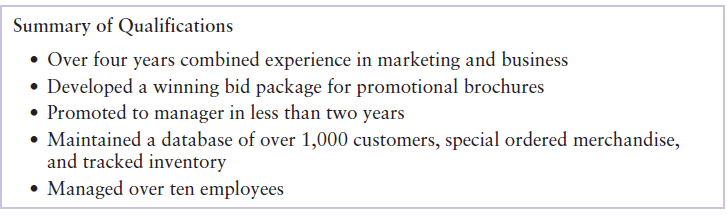 Summary of Qualifications
• Over four years combined experience in marketing and business
• Developed a winning bid package for promotional brochures
• Promoted to manager in less than two years
• Maintained a database of over 1,000 customers, special ordered merchandise,
and tracked inventory
• Managed over ten employees